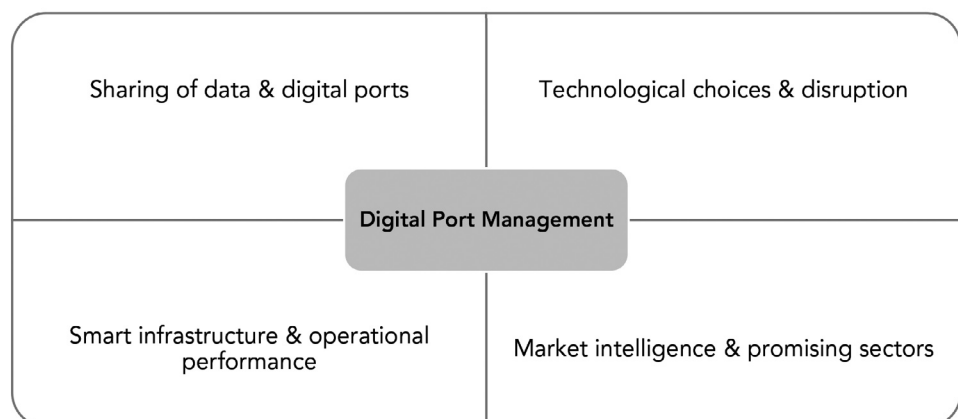 Sharing of data & digital ports
Technological choices & disruption
Digital Port Management
Smart infrastructure & operational
performance
Market intelligence & promising sectors